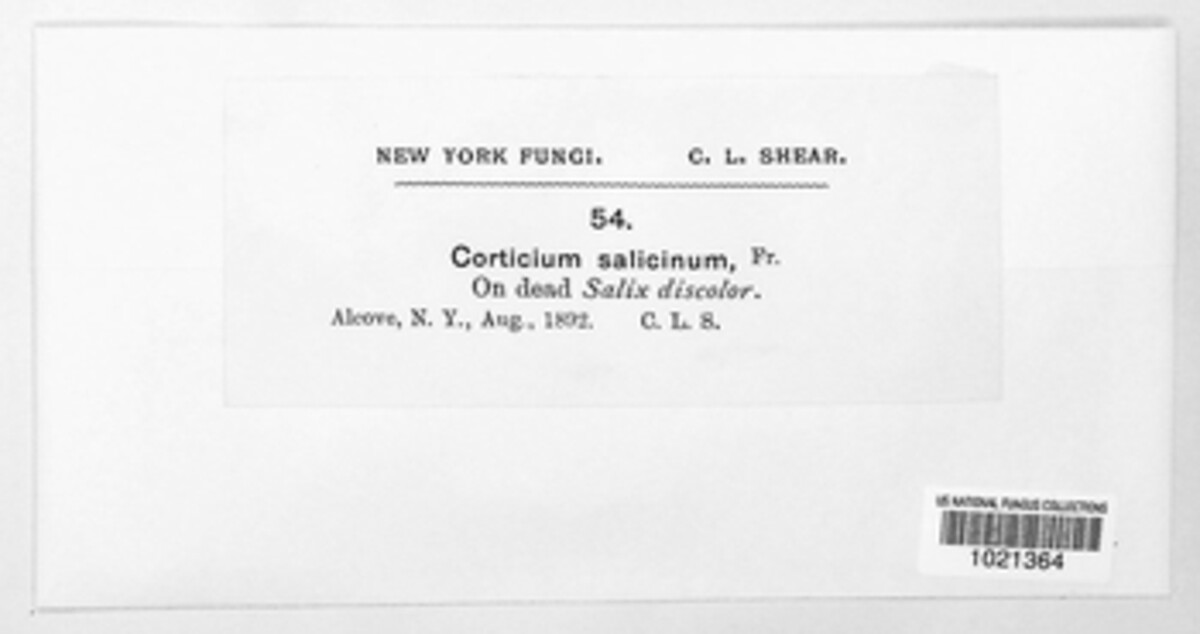 NEW YORK FUNGI. C. L. SHEAR.
54.
Corticium salicinum, Fr.
On dead Salix discolor.
Alcove, N. Y., Aug., 1892. C. L. S.
US NATIONAL FUNGUS COLLECTIONS
1021364